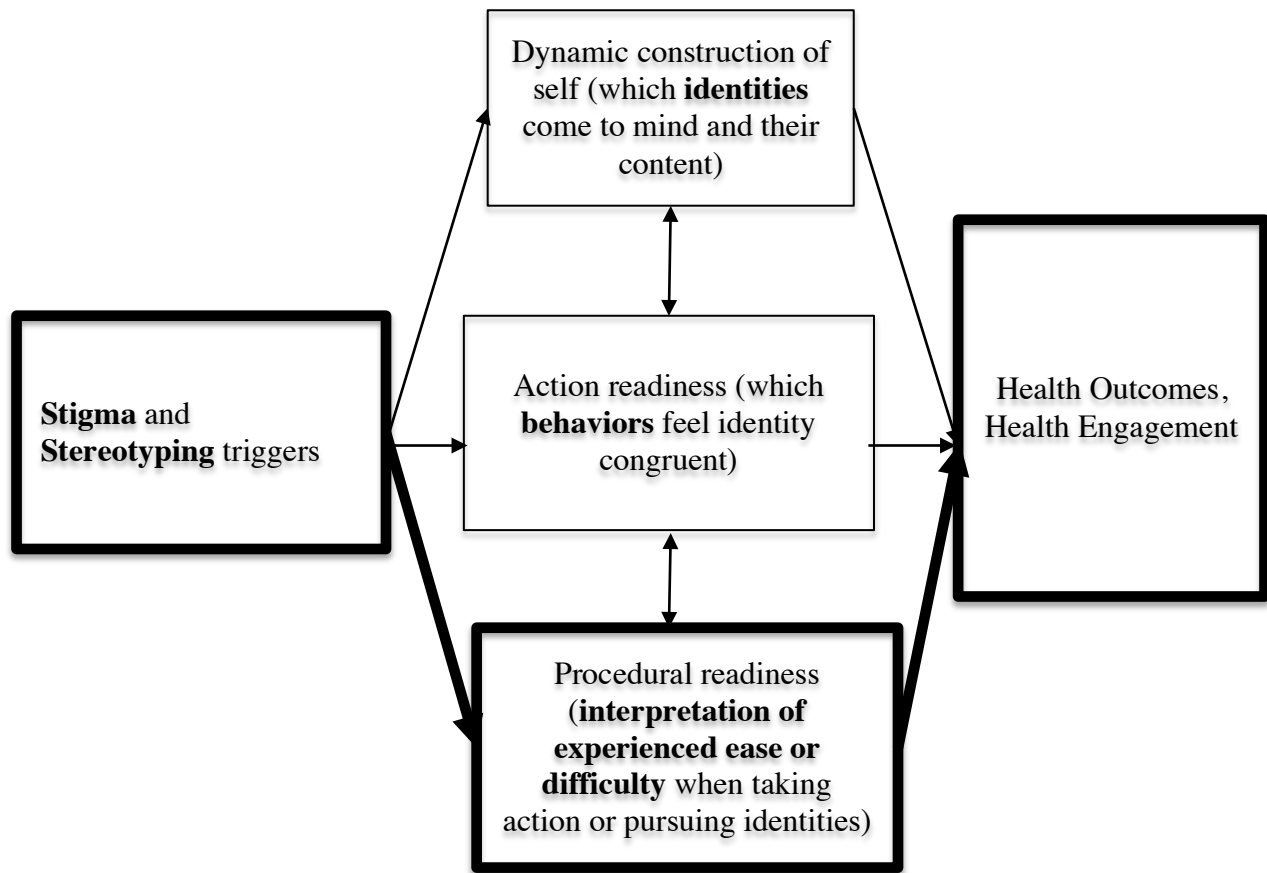 Dynamic construction of
self (which identities
come to mind and their
content)
Stigma and
Stereotyping triggers
Action readiness (which
behaviors feel identity
congruent)
Health Outcomes,
Health Engagement
Procedural readiness
(interpretation of
experienced ease or
difficulty when taking
action or pursuing identities)